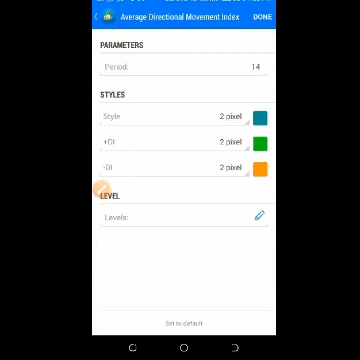 Average Directional Movement Index DONE
PARAMETERS
Period: 14
STYLES
Style 2 pixel
+DI 2 pixel
-DI 2 pixel
LEVEL
Levels:
Set to default